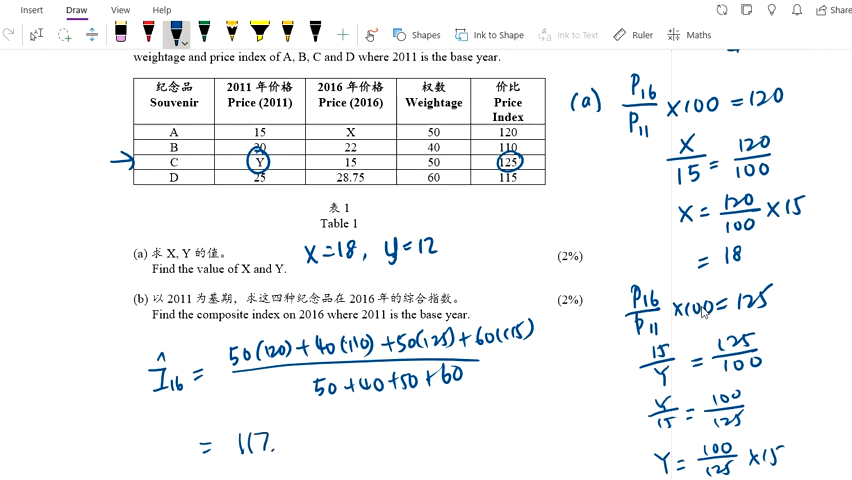 Insert Draw View Help Share
Shapes Ink to Shape Ink to Text Ruler Maths
weightage and price index of A, B, C and D where 2011 is the base year.
纪念品 2011 年价格 2016 年价格 权数 价比
Souvenir Price (2011) Price (2016) Weightage Price
Index
A 15 X 50 120
B 20 22 40 110
C Y 15 50 125
D 25 28.75 60 115
表 1
Table 1
(a) 求 X, Y 的值。 (2%)
Find the value of X and Y.
x=18, y=12
(b) 以 2011 为基期，求这四种纪念品在 2016 年的综合指数。 (2%)
Find the composite index on 2016 where 2011 is the base year.
Î16 = 50(120)+40(110)+50(125)+60(115)
50+40+50+60
= 117.
(a) P16/P11 ×100 = 120
X/15 = 120/100
X = 120/100 ×15
= 18
P16/P11 ×100 = 125
15/Y = 125/100
Y/15 = 100/125
Y = 100/125 ×15